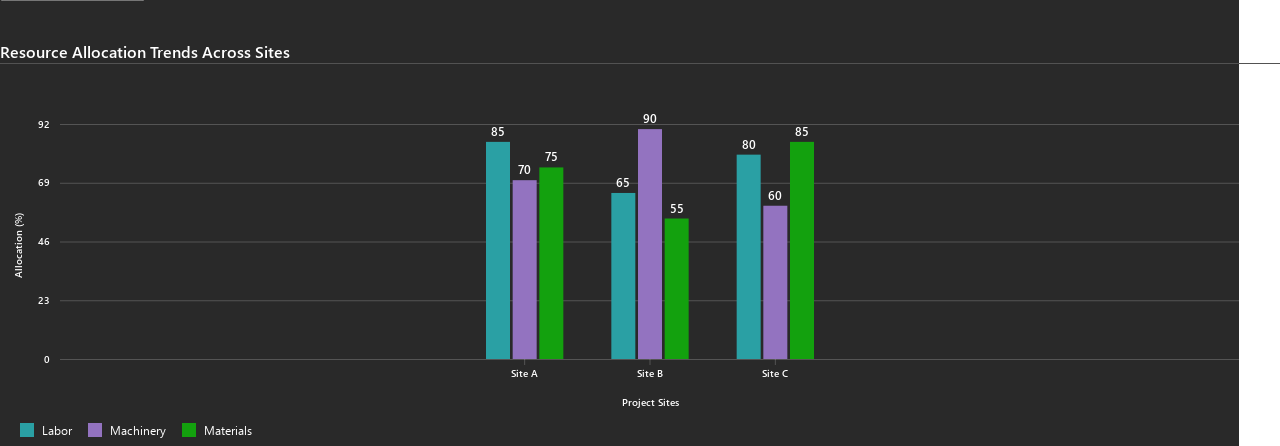 Resource Allocation Trends Across Sites
Allocation (%)
92
69
46
23
0
85
70
75
65
90
55
80
60
85
Site A
Site B
Site C
Project Sites
Labor
Machinery
Materials